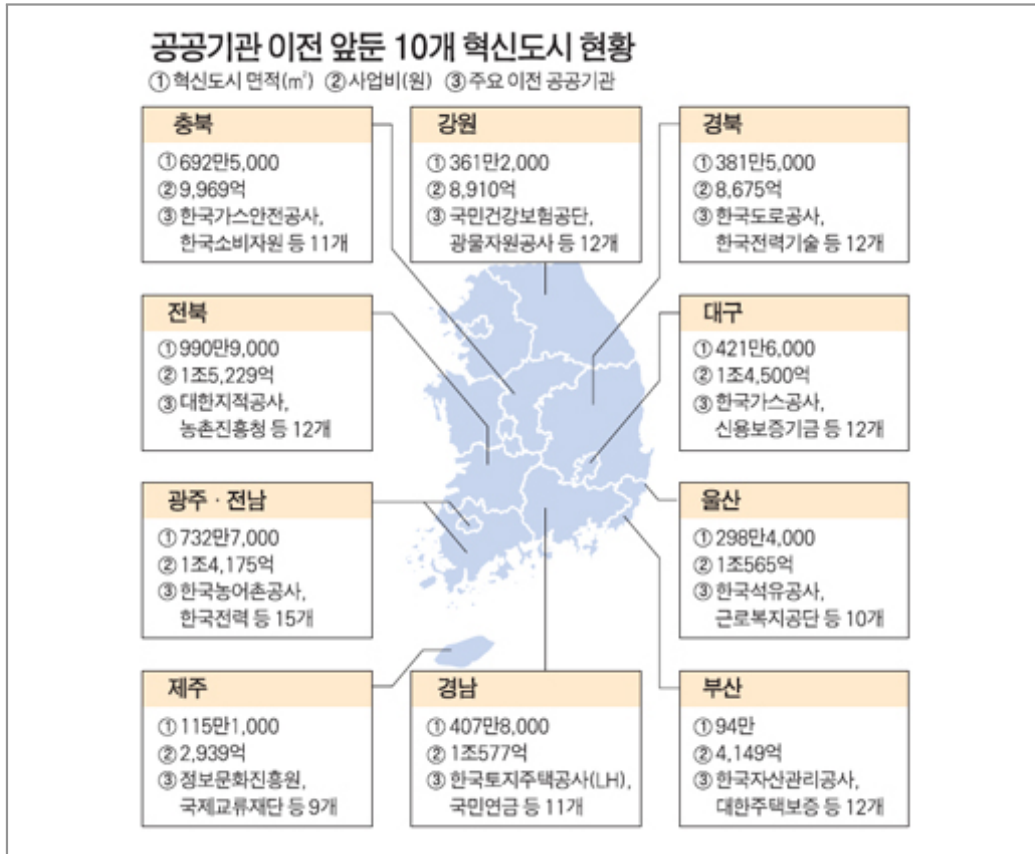 공공기관 이전 앞둔 10개 혁신도시 현황
① 혁신도시 면적(㎡) ② 사업비(원) ③ 주요 이전 공공기관
충북
① 692만5,000
② 9,969억
③ 한국가스안전공사,
한국소비자원 등 11개
강원
① 361만2,000
② 8,910억
③ 국민건강보험공단,
광물자원공사 등 12개
경북
① 381만5,000
② 8,675억
③ 한국도로공사,
한국전력기술 등 12개
전북
① 990만9,000
② 1조5,229억
③ 대한지적공사,
농촌진흥청 등 12개
대구
① 421만6,000
② 1조4,500억
③ 한국가스공사,
신용보증기금 등 12개
광주 · 전남
① 732만7,000
② 1조4,175억
③ 한국농어촌공사,
한국전력 등 15개
울산
① 298만4,000
② 1조565억
③ 한국석유공사,
근로복지공단 등 10개
제주
① 115만1,000
② 2,939억
③ 정보문화진흥원,
국제교류재단 등 9개
경남
① 407만8,000
② 1조577억
③ 한국토지주택공사(LH),
국민연금 등 11개
부산
① 94만
② 4,149억
③ 한국자산관리공사,
대한주택보증 등 12개